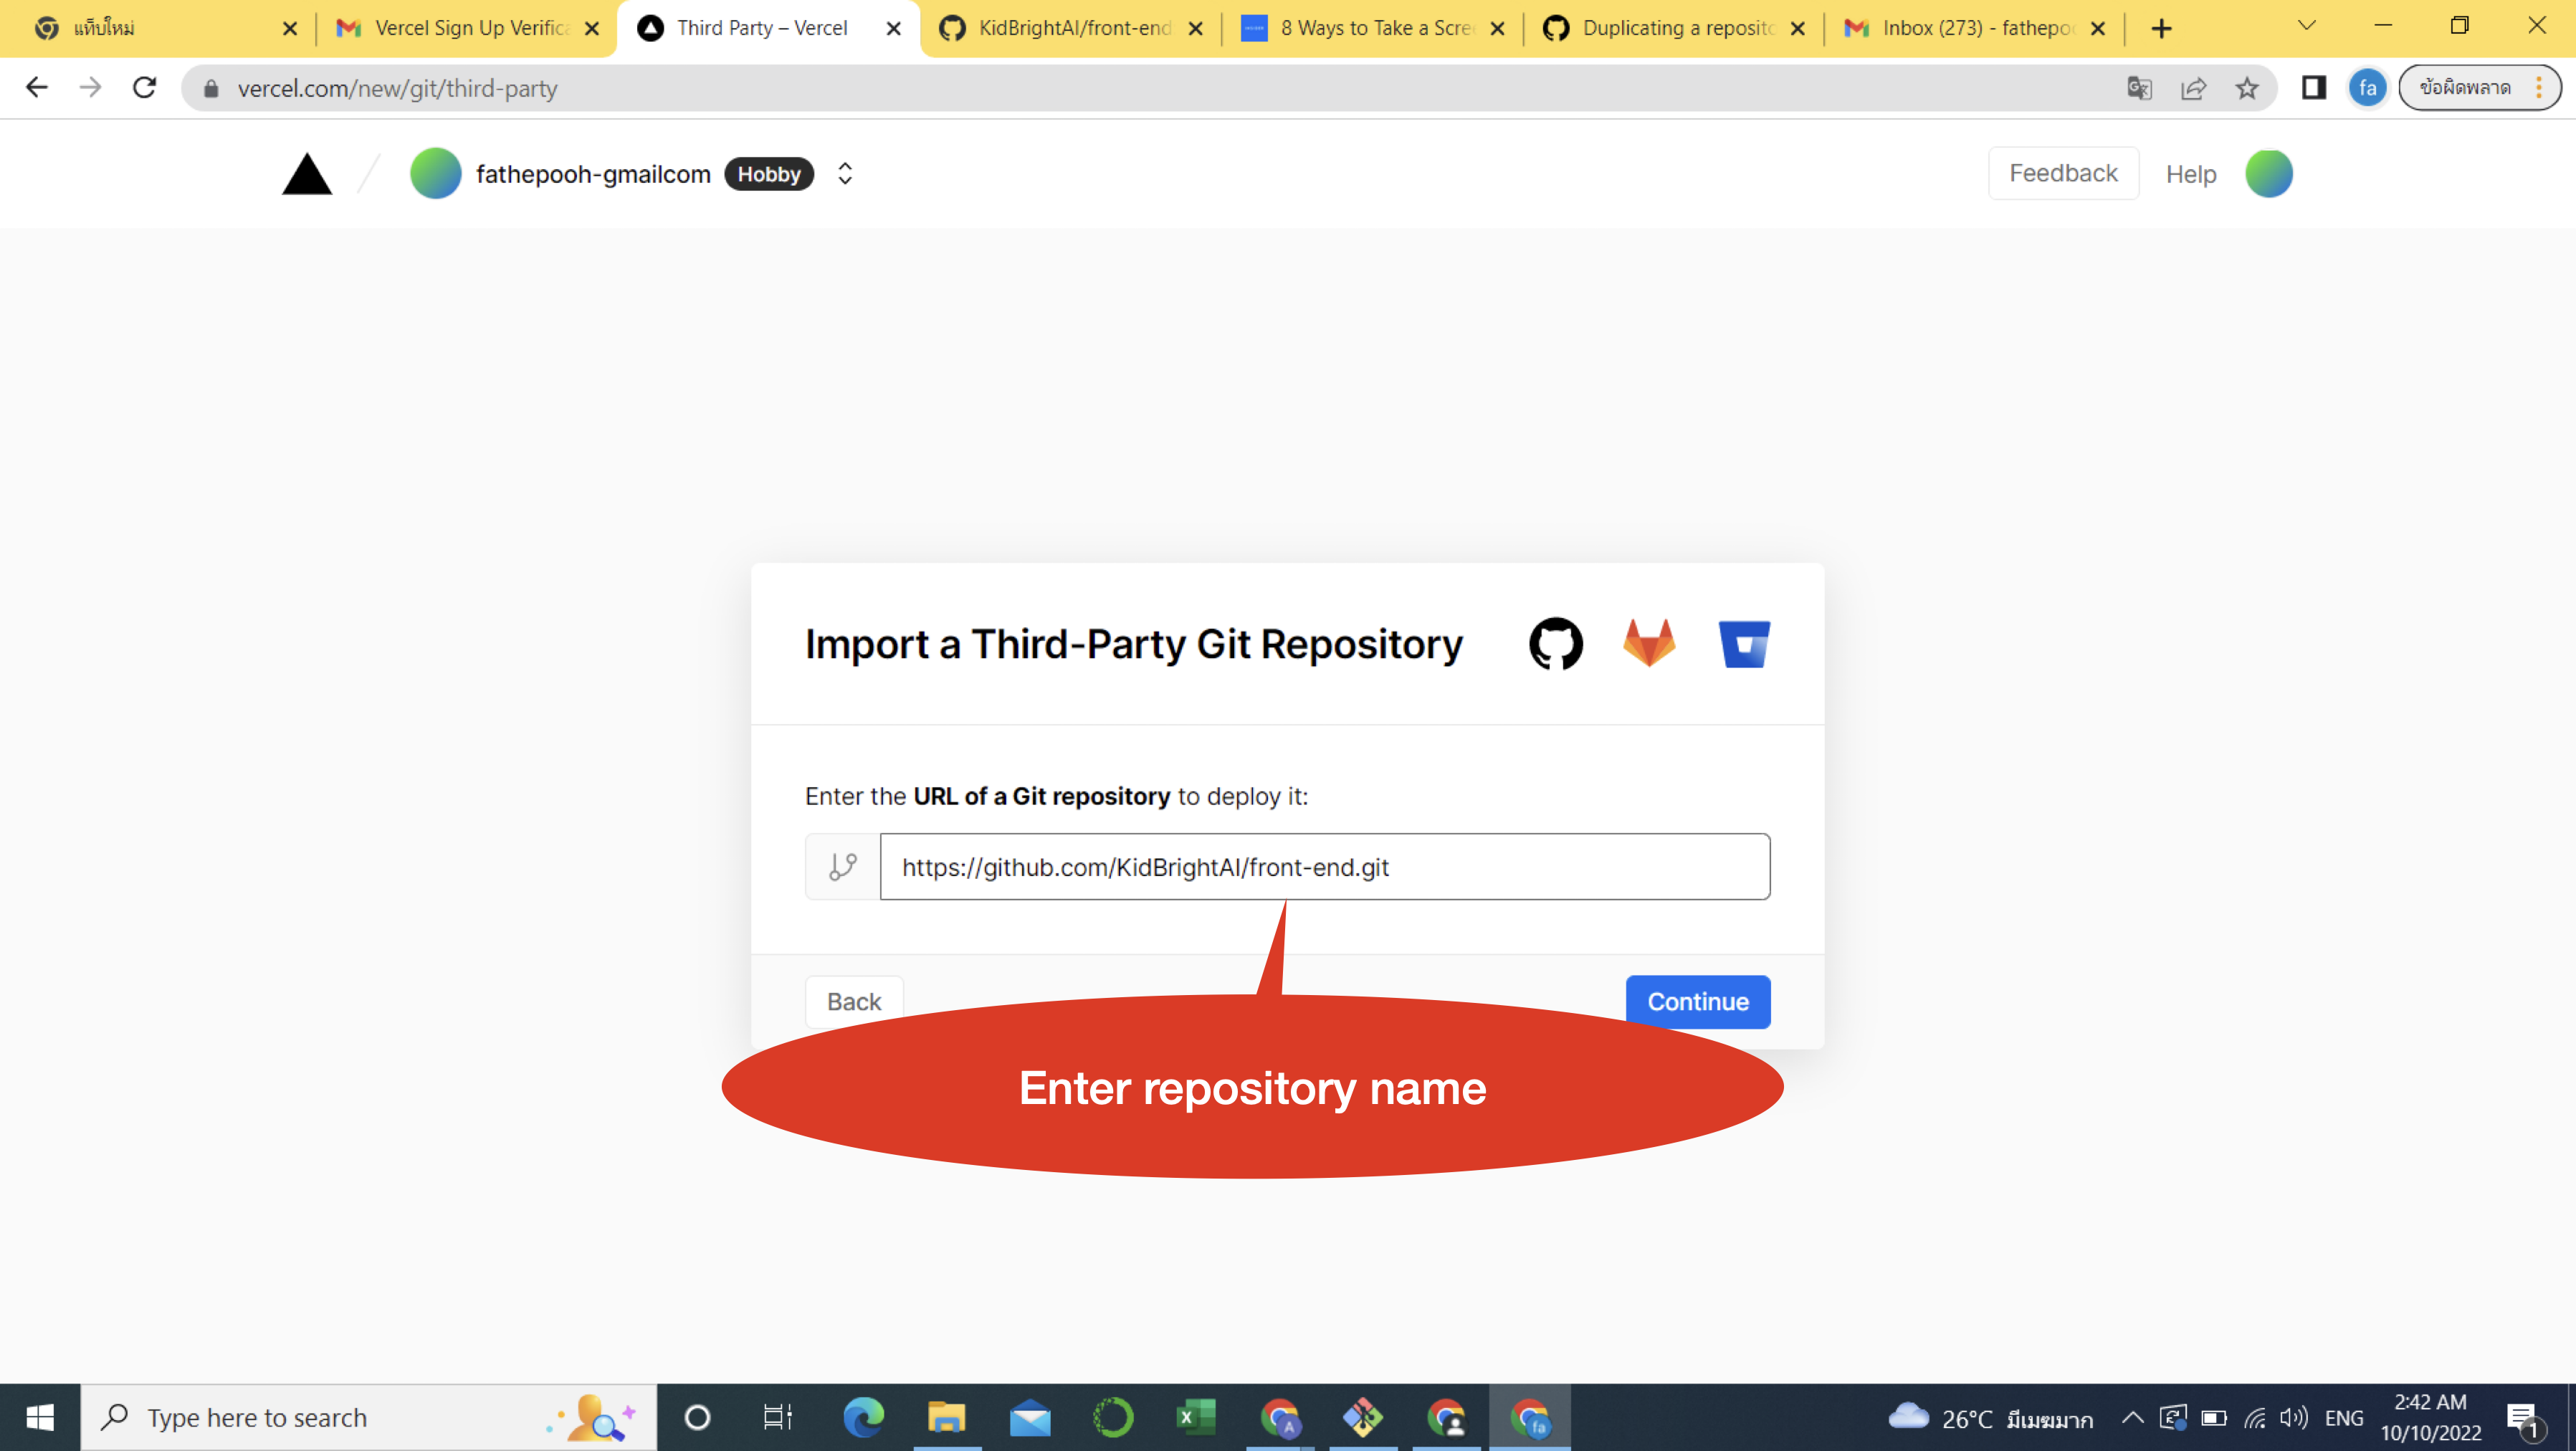 แท็บใหม่
Vercel Sign Up Verifica
Third Party – Vercel
KidBrightAI/front-end
8 Ways to Take a Scre
Duplicating a reposito
Inbox (273) - fathepoo
vercel.com/new/git/third-party
fa
ข้อผิดพลาด
fathepooh-gmailcom Hobby
Feedback
Help
Import a Third-Party Git Repository
Enter the URL of a Git repository to deploy it:
https://github.com/KidBrightAI/front-end.git
Back
Continue
Enter repository name
Type here to search
26°C มีเมฆมาก
ENG
2:42 AM
10/10/2022
1